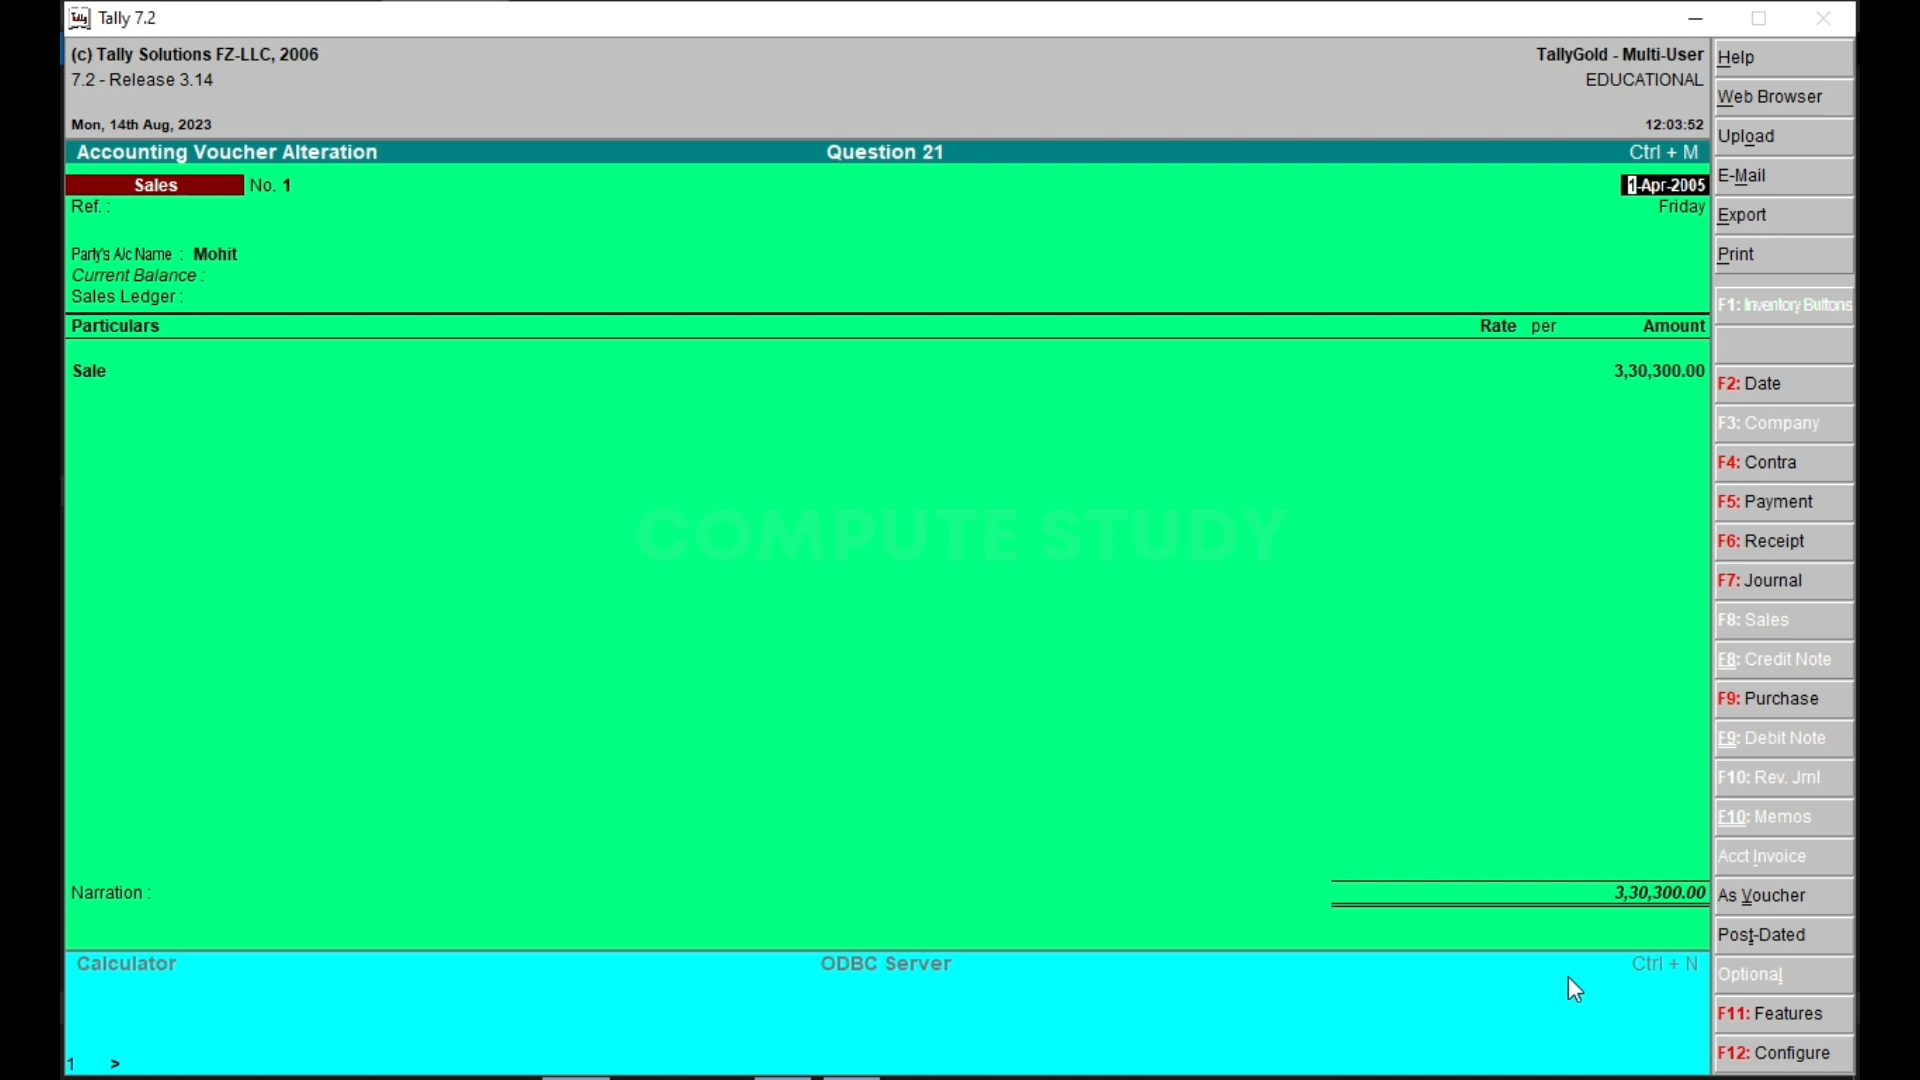 Tally 7.2
(c) Tally Solutions FZ-LLC, 2006
TallyGold - Multi-User
7.2 - Release 3.14
EDUCATIONAL
Mon, 14th Aug, 2023
12:03:52
Accounting Voucher Alteration
Question 21
Ctrl + M
Sales
No. 1
1-Apr-2005
Ref. :
Friday
Party's A/c Name : Mohit
Current Balance :
Sales Ledger :
Particulars
Rate per
Amount
Sale
3,30,300.00
COMPUTE STUDY
Narration :
3,30,300.00
Calculator
ODBC Server
Ctrl + N
1 >
Help
Web Browser
Upload
E-Mail
Export
Print
F1: Inventory Buttons
F2: Date
F3: Company
F4: Contra
F5: Payment
F6: Receipt
F7: Journal
F8: Sales
F8: Credit Note
F9: Purchase
F9: Debit Note
F10: Rev. Jrnl
F10: Memos
Acct Invoice
As Voucher
Post-Dated
Optional
F11: Features
F12: Configure